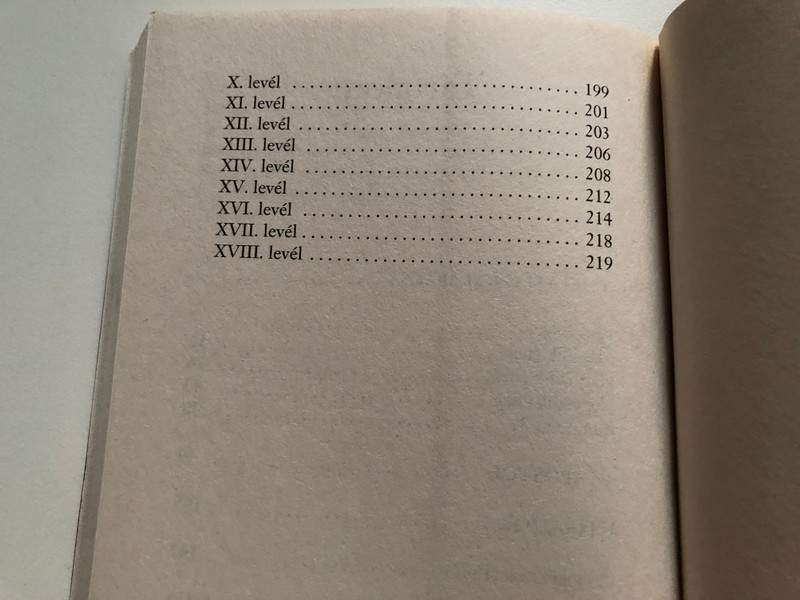 X. levél .................................. 199
XI. levél .................................. 201
XII. levél ................................. 203
XIII. levél ................................ 206
XIV. levél ................................ 208
XV. levél ................................. 212
XVI. levél ................................ 214
XVII. levél ................................ 218
XVIII. levél ............................... 219